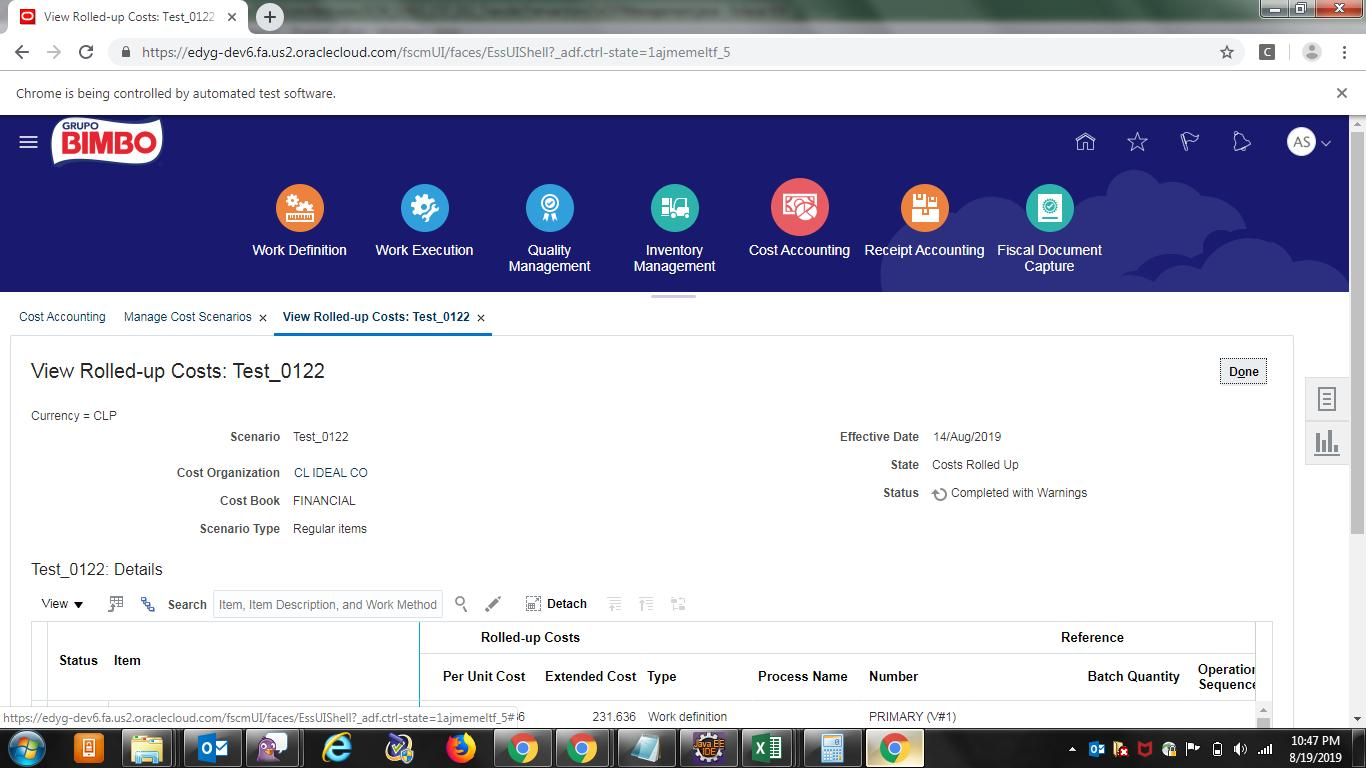 View Rolled-up Costs: Test_0122
https://edyg-dev6.fa.us2.oraclecloud.com/fscmUI/faces/EssUIShell?_adf.ctrl-state=1ajmemeltf_5
C
Chrome is being controlled by automated test software.
GRUPO
BIMBO
AS
Work Definition
Work Execution
Quality
Management
Inventory
Management
Cost Accounting
Receipt Accounting
Fiscal Document
Capture
Cost Accounting
Manage Cost Scenarios
View Rolled-up Costs: Test_0122
View Rolled-up Costs: Test_0122
Done
Currency = CLP
Scenario Test_0122
Cost Organization CL IDEAL CO
Cost Book FINANCIAL
Scenario Type Regular items
Effective Date 14/Aug/2019
State Costs Rolled Up
Status Completed with Warnings
Test_0122: Details
View
Search Item, Item Description, and Work Method
Detach
Rolled-up Costs Reference
Status Item Per Unit Cost Extended Cost Type Process Name Number Batch Quantity Operation
Sequence
https://edyg-dev6.fa.us2.oraclecloud.com/fscmUI/faces/EssUIShell?_adf.ctrl-state=1ajmemeltf_5#
231.636 Work definition PRIMARY (V#1)
Java EE
IDE
10:47 PM
8/19/2019